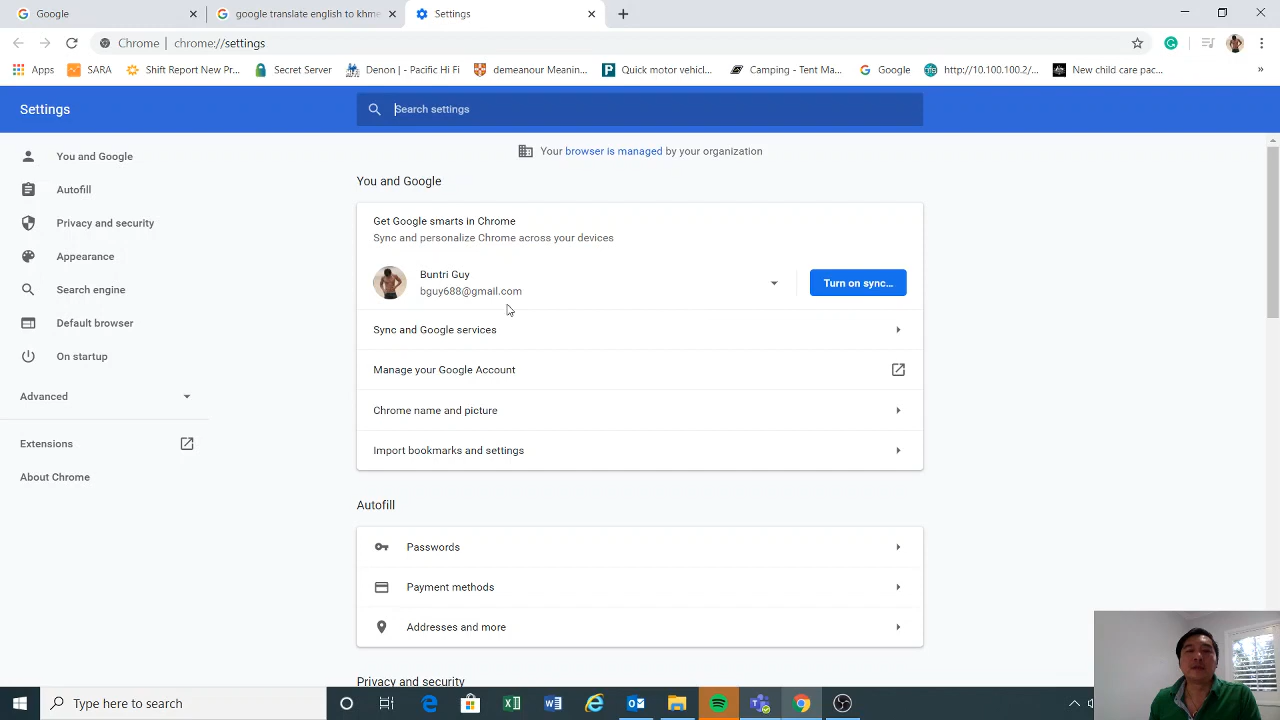 Google
google translate english to khme
Settings
Chrome | chrome://settings
Apps
SARA
Shift Report New Pr...
Secret Server
Denon | Pacific Hi Fi
demeanour Meanin...
Quick motor vehicl...
Camping - Tent Ma...
Google
http://10.100.100.2/...
New child care pac...
»
Settings
Search settings
You and Google
Autofill
Privacy and security
Appearance
Search engine
Default browser
On startup
Advanced
Extensions
About Chrome
Your browser is managed by your organization
You and Google
Get Google smarts in Chrome
Sync and personalize Chrome across your devices
Buntri Guy
bguy688@gmail.com
Turn on sync...
Sync and Google services
Manage your Google Account
Chrome name and picture
Import bookmarks and settings
Autofill
Passwords
Payment methods
Addresses and more
Privacy and security
Type here to search